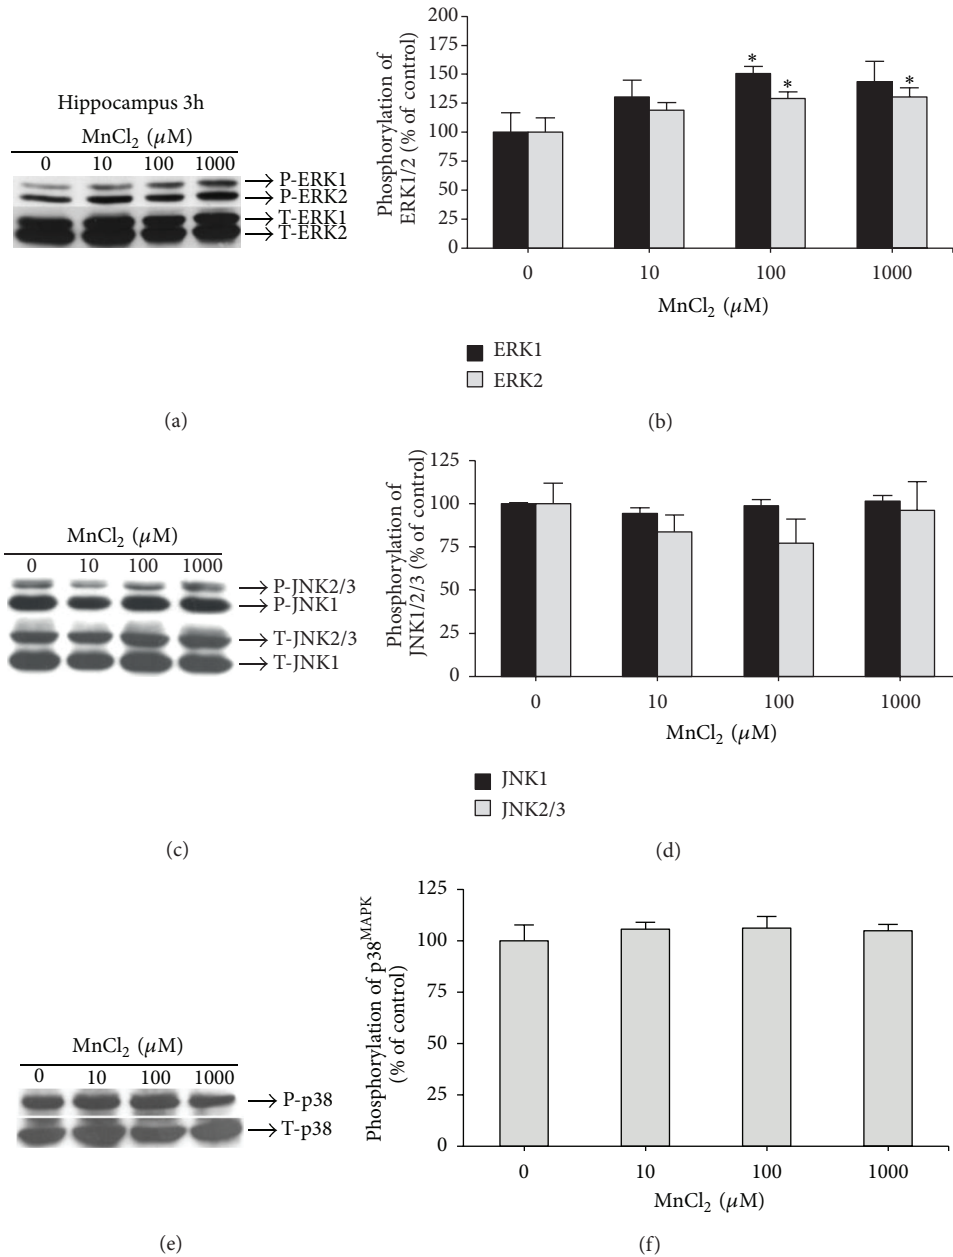 Hippocampus 3h
MnCl2 (µM)
0 10 100 1000
P-ERK1
P-ERK2
T-ERK1
T-ERK2
(a)
Phosphorylation of
ERK1/2 (% of control)
200
175
150
125
100
75
50
25
0
* * *
0 10 100 1000
MnCl2 (µM)
ERK1
ERK2
(b)
MnCl2 (µM)
0 10 100 1000
P-JNK2/3
P-JNK1
T-JNK2/3
T-JNK1
(c)
Phosphorylation of
JNK1/2/3 (% of control)
125
100
75
50
25
0
0 10 100 1000
MnCl2 (µM)
JNK1
JNK2/3
(d)
MnCl2 (µM)
0 10 100 1000
P-p38
T-p38
(e)
Phosphorylation of p38MAPK
(% of control)
125
100
75
50
25
0
0 10 100 1000
MnCl2 (µM)
(f)